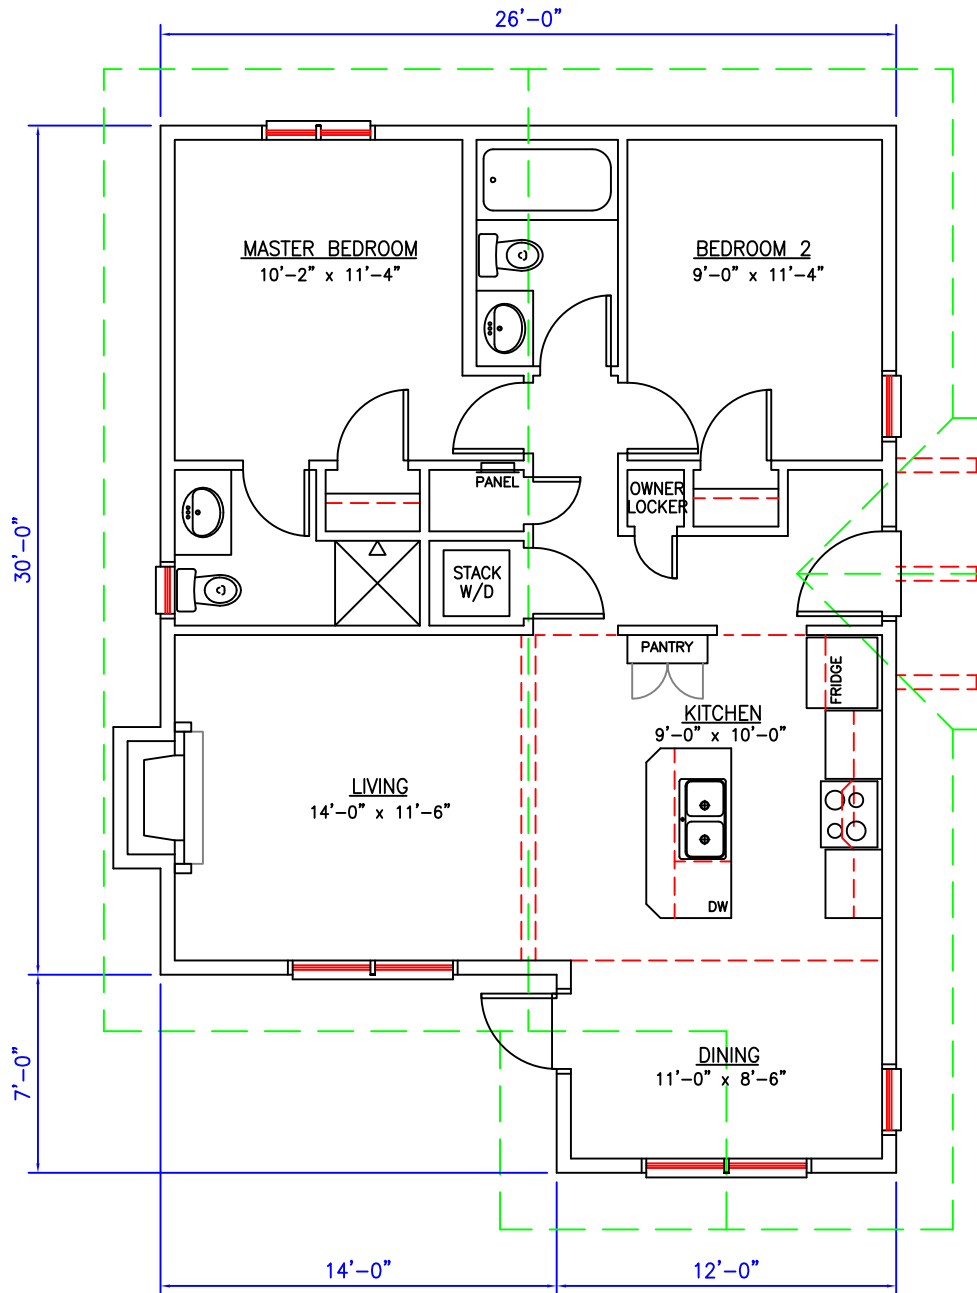 26'-0"
MASTER BEDROOM
10'-2" x 11'-4"
BEDROOM 2
9'-0" x 11'-4"
30'-0"
PANEL
OWNER
LOCKER
STACK
W/D
PANTRY
FRIDGE
KITCHEN
9'-0" x 10'-0"
LIVING
14'-0" x 11'-6"
DW
7'-0"
DINING
11'-0" x 8'-6"
14'-0"
12'-0"